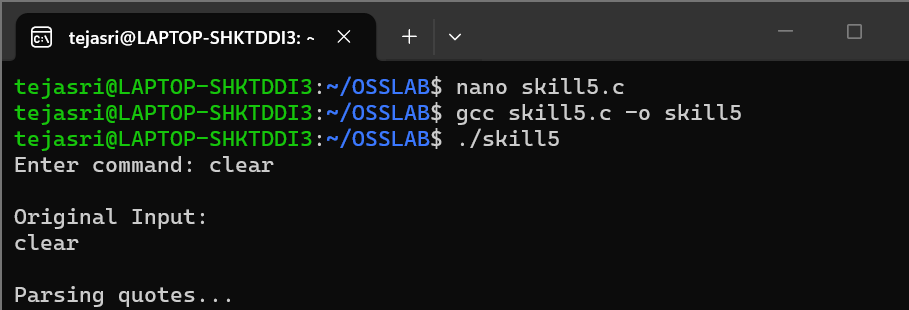 tejasri@LAPTOP-SHKTDDI3: ~
tejasri@LAPTOP-SHKTDDI3:~/OSSLAB$ nano skill5.c
tejasri@LAPTOP-SHKTDDI3:~/OSSLAB$ gcc skill5.c -o skill5
tejasri@LAPTOP-SHKTDDI3:~/OSSLAB$ ./skill5
Enter command: clear
Original Input:
clear
Parsing quotes...